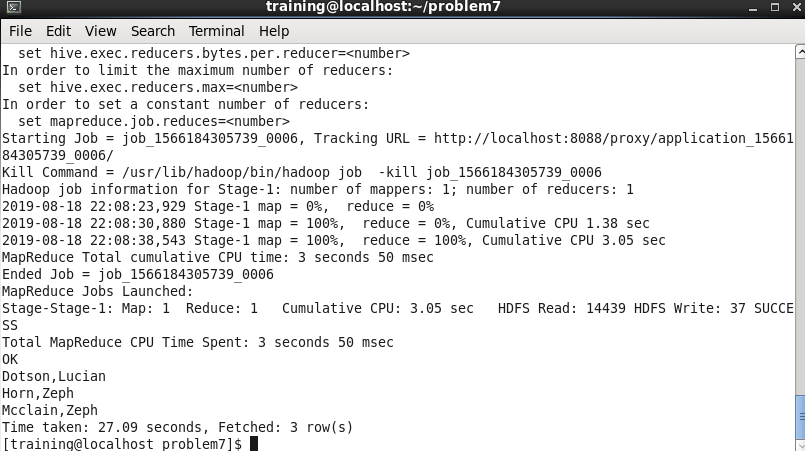 training@localhost:~/problem7
File Edit View Search Terminal Help
  set hive.exec.reducers.bytes.per.reducer=<number>
In order to limit the maximum number of reducers:
  set hive.exec.reducers.max=<number>
In order to set a constant number of reducers:
  set mapreduce.job.reduces=<number>
Starting Job = job_1566184305739_0006, Tracking URL = http://localhost:8088/proxy/application_15661
84305739_0006/
Kill Command = /usr/lib/hadoop/bin/hadoop job  -kill job_1566184305739_0006
Hadoop job information for Stage-1: number of mappers: 1; number of reducers: 1
2019-08-18 22:08:23,929 Stage-1 map = 0%,  reduce = 0%
2019-08-18 22:08:30,880 Stage-1 map = 100%,  reduce = 0%, Cumulative CPU 1.38 sec
2019-08-18 22:08:38,543 Stage-1 map = 100%,  reduce = 100%, Cumulative CPU 3.05 sec
MapReduce Total cumulative CPU time: 3 seconds 50 msec
Ended Job = job_1566184305739_0006
MapReduce Jobs Launched:
Stage-Stage-1: Map: 1  Reduce: 1   Cumulative CPU: 3.05 sec   HDFS Read: 14439 HDFS Write: 37 SUCCE
SS
Total MapReduce CPU Time Spent: 3 seconds 50 msec
OK
Dotson,Lucian
Horn,Zeph
Mcclain,Zeph
Time taken: 27.09 seconds, Fetched: 3 row(s)
[training@localhost problem7]$